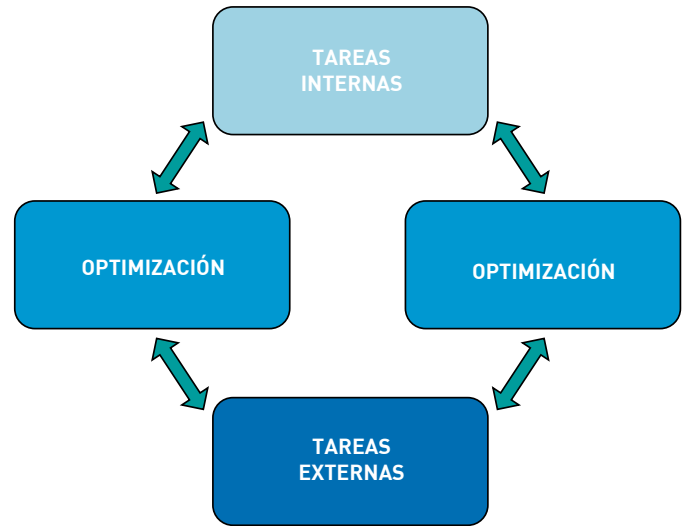 TAREAS
INTERNAS
OPTIMIZACIÓN
OPTIMIZACIÓN
TAREAS
EXTERNAS